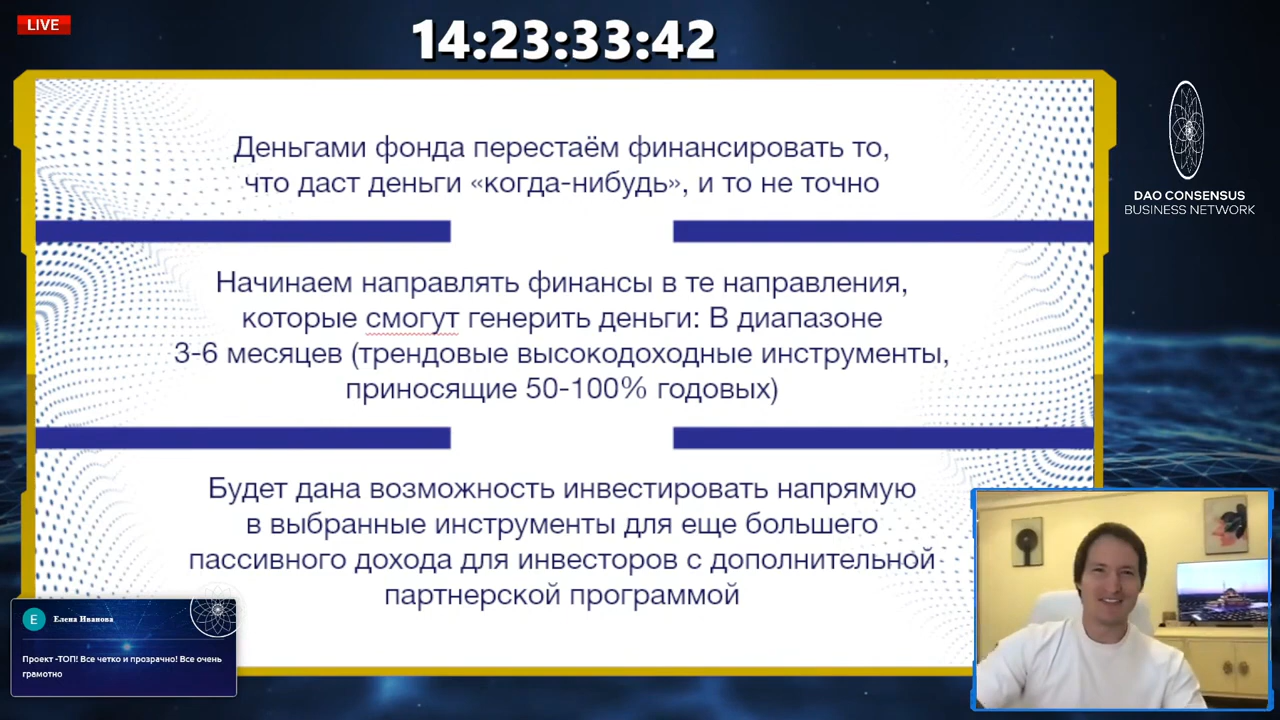 LIVE
14:23:33:42
DAO CONSENSUS
BUSINESS NETWORK
Деньгами фонда перестаём финансировать то,
что даст деньги «когда-нибудь», и то не точно
Начинаем направлять финансы в те направления,
которые смогут генерить деньги: В диапазоне
3-6 месяцев (трендовые высокодоходные инструменты,
приносящие 50-100% годовых)
Будет дана возможность инвестировать напрямую
в выбранные инструменты для еще большего
пассивного дохода для инвесторов с дополнительной
партнерской программой
E
Елена Иванова
Проект -ТОП! Все четко и прозрачно! Все очень
грамотно